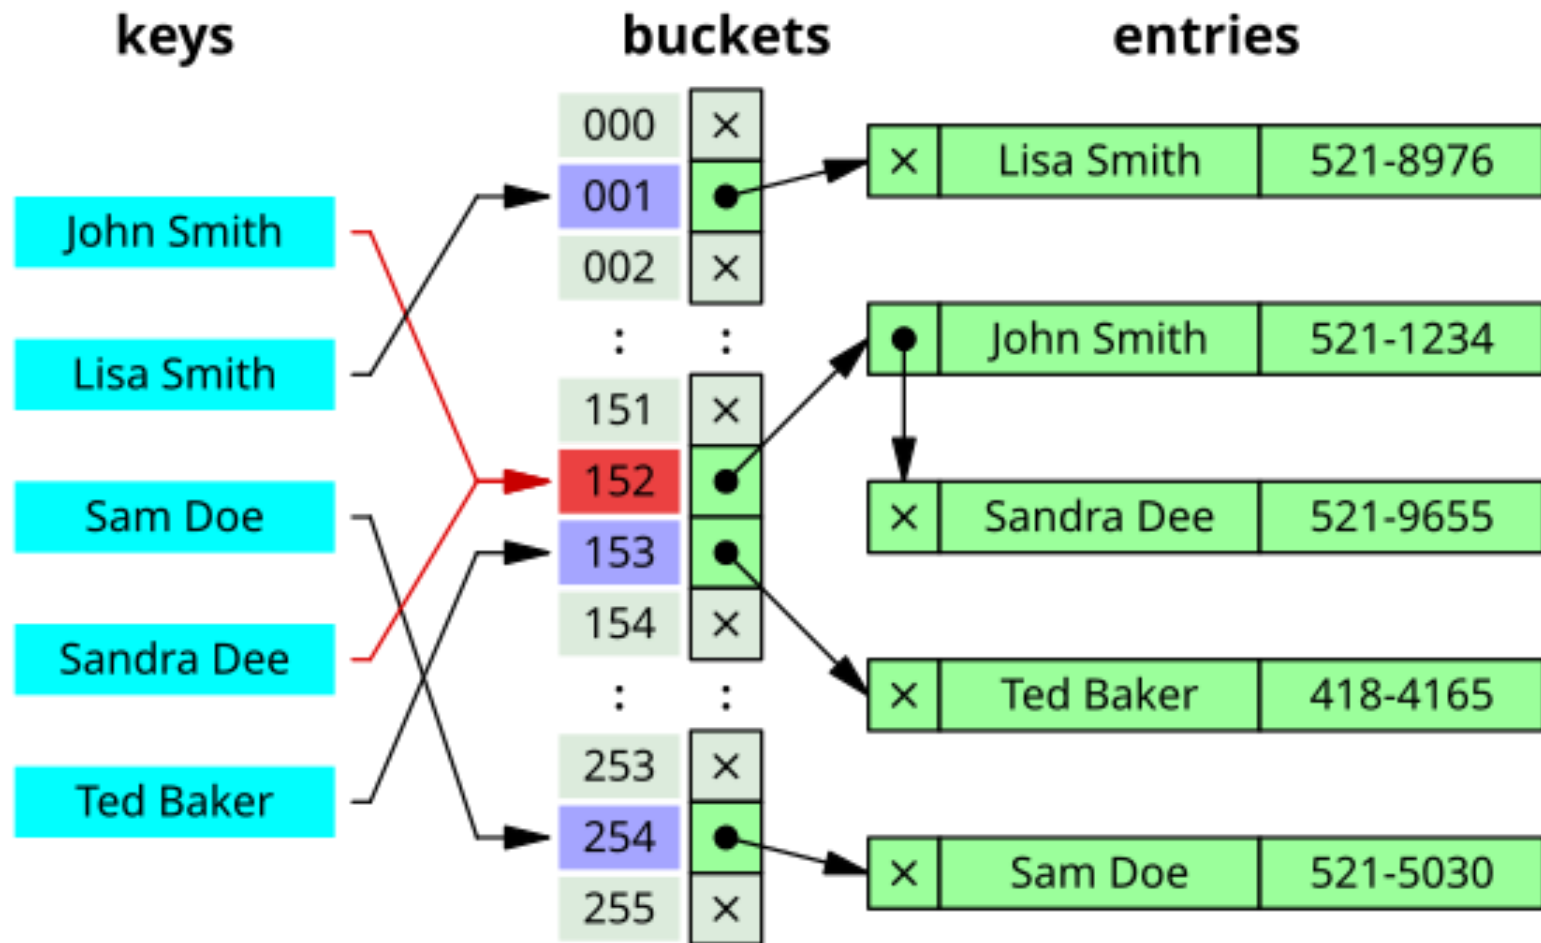 keys
buckets
entries
John Smith
Lisa Smith
Sam Doe
Sandra Dee
Ted Baker
000 ×
001
002 ×
: :
151 ×
152
153
154 ×
: :
253 ×
254
255 ×
× Lisa Smith 521-8976
John Smith 521-1234
× Sandra Dee 521-9655
× Ted Baker 418-4165
× Sam Doe 521-5030